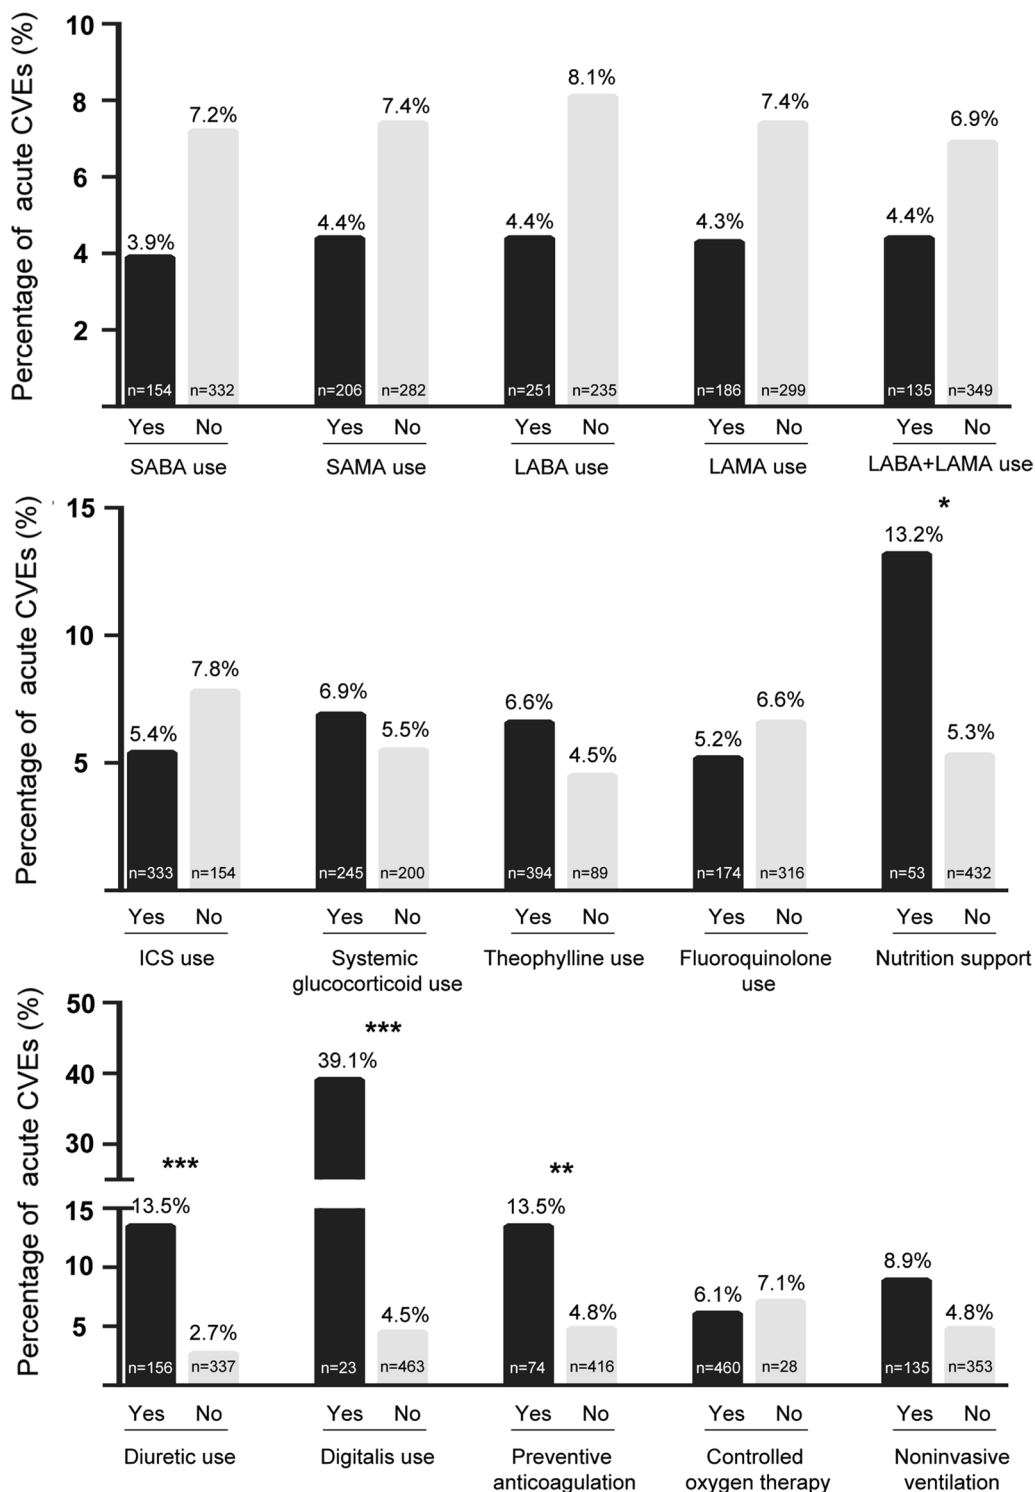 Percentage of acute CVEs (%)
10
8
6
4
2
3.9%
7.2%
4.4%
7.4%
4.4%
8.1%
4.3%
7.4%
4.4%
6.9%
n=154
n=332
n=206
n=282
n=251
n=235
n=186
n=299
n=135
n=349
Yes No
Yes No
Yes No
Yes No
Yes No
SABA use
SAMA use
LABA use
LAMA use
LABA+LAMA use
Percentage of acute CVEs (%)
15
10
5
5.4%
7.8%
6.9%
5.5%
6.6%
4.5%
5.2%
6.6%
*
13.2%
5.3%
n=333
n=154
n=245
n=200
n=394
n=89
n=174
n=316
n=53
n=432
Yes No
Yes No
Yes No
Yes No
Yes No
ICS use
Systemic
glucocorticoid use
Theophylline use
Fluoroquinolone
use
Nutrition support
Percentage of acute CVEs (%)
50
40
30
15
10
5
***
13.5%
2.7%
***
39.1%
4.5%
**
13.5%
4.8%
6.1%
7.1%
8.9%
4.8%
n=156
n=337
n=23
n=463
n=74
n=416
n=460
n=28
n=135
n=353
Yes No
Yes No
Yes No
Yes No
Yes No
Diuretic use
Digitalis use
Preventive
anticoagulation
Controlled
oxygen therapy
Noninvasive
ventilation